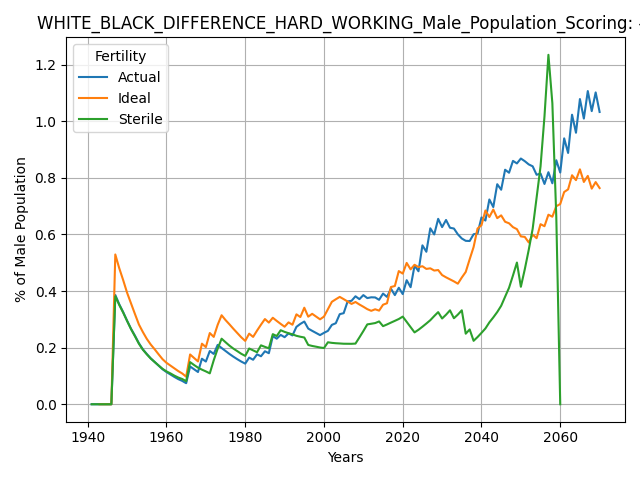 WHITE_BLACK_DIFFERENCE_HARD_WORKING_Male_Population_Scoring:
Fertility
Actual
Ideal
Sterile
% of Male Population
1.2
1.0
0.8
0.6
0.4
0.2
0.0
1940 1960 1980 2000 2020 2040 2060
Years